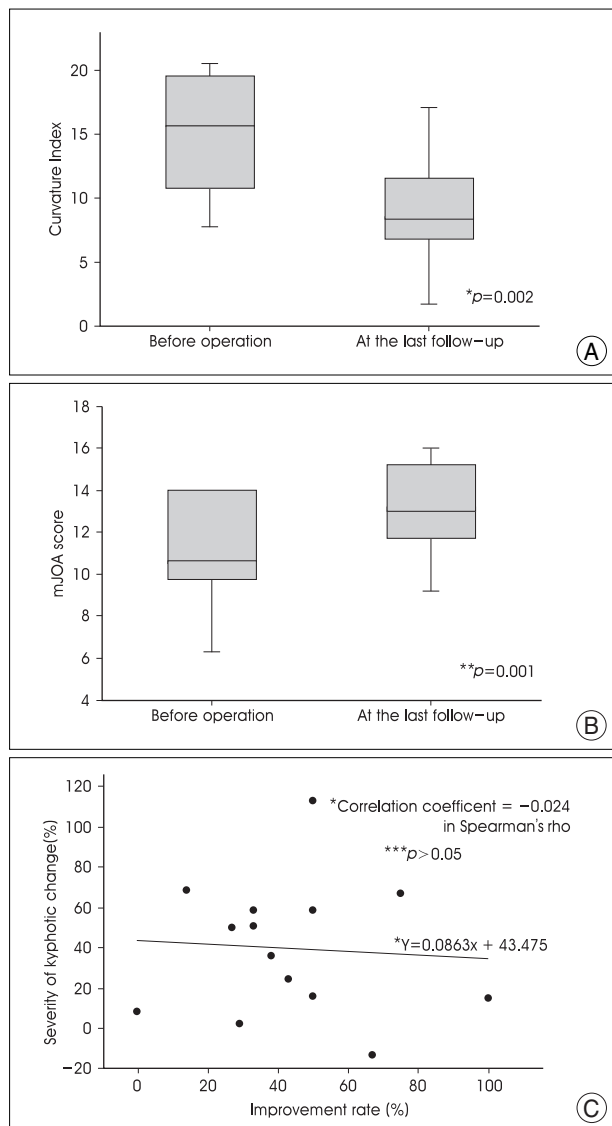 20
15
10
5
0
Curvature Index
Before operation
At the last follow-up
*p=0.002
A
18
16
14
12
10
8
6
4
mJOA score
Before operation
At the last follow-up
**p=0.001
B
120
100
80
60
40
20
0
-20
Severity of kyphotic change(%)
*Correlation coefficent = -0.024
in Spearman's rho
***p>0.05
*Y=0.0863x + 43.475
0 20 40 60 80 100
Improvement rate (%)
C